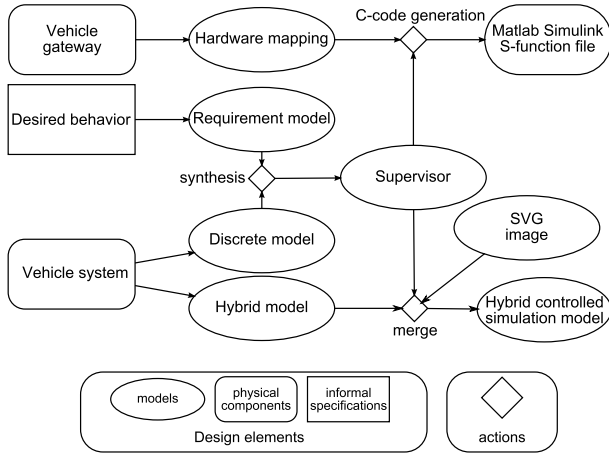 Vehicle
gateway
Hardware mapping
C-code generation
Matlab Simulink
S-function file
Desired behavior
Requirement model
synthesis
Supervisor
SVG
image
Discrete model
Vehicle system
Hybrid model
merge
Hybrid controlled
simulation model
models
physical
components
informal
specifications
Design elements
actions